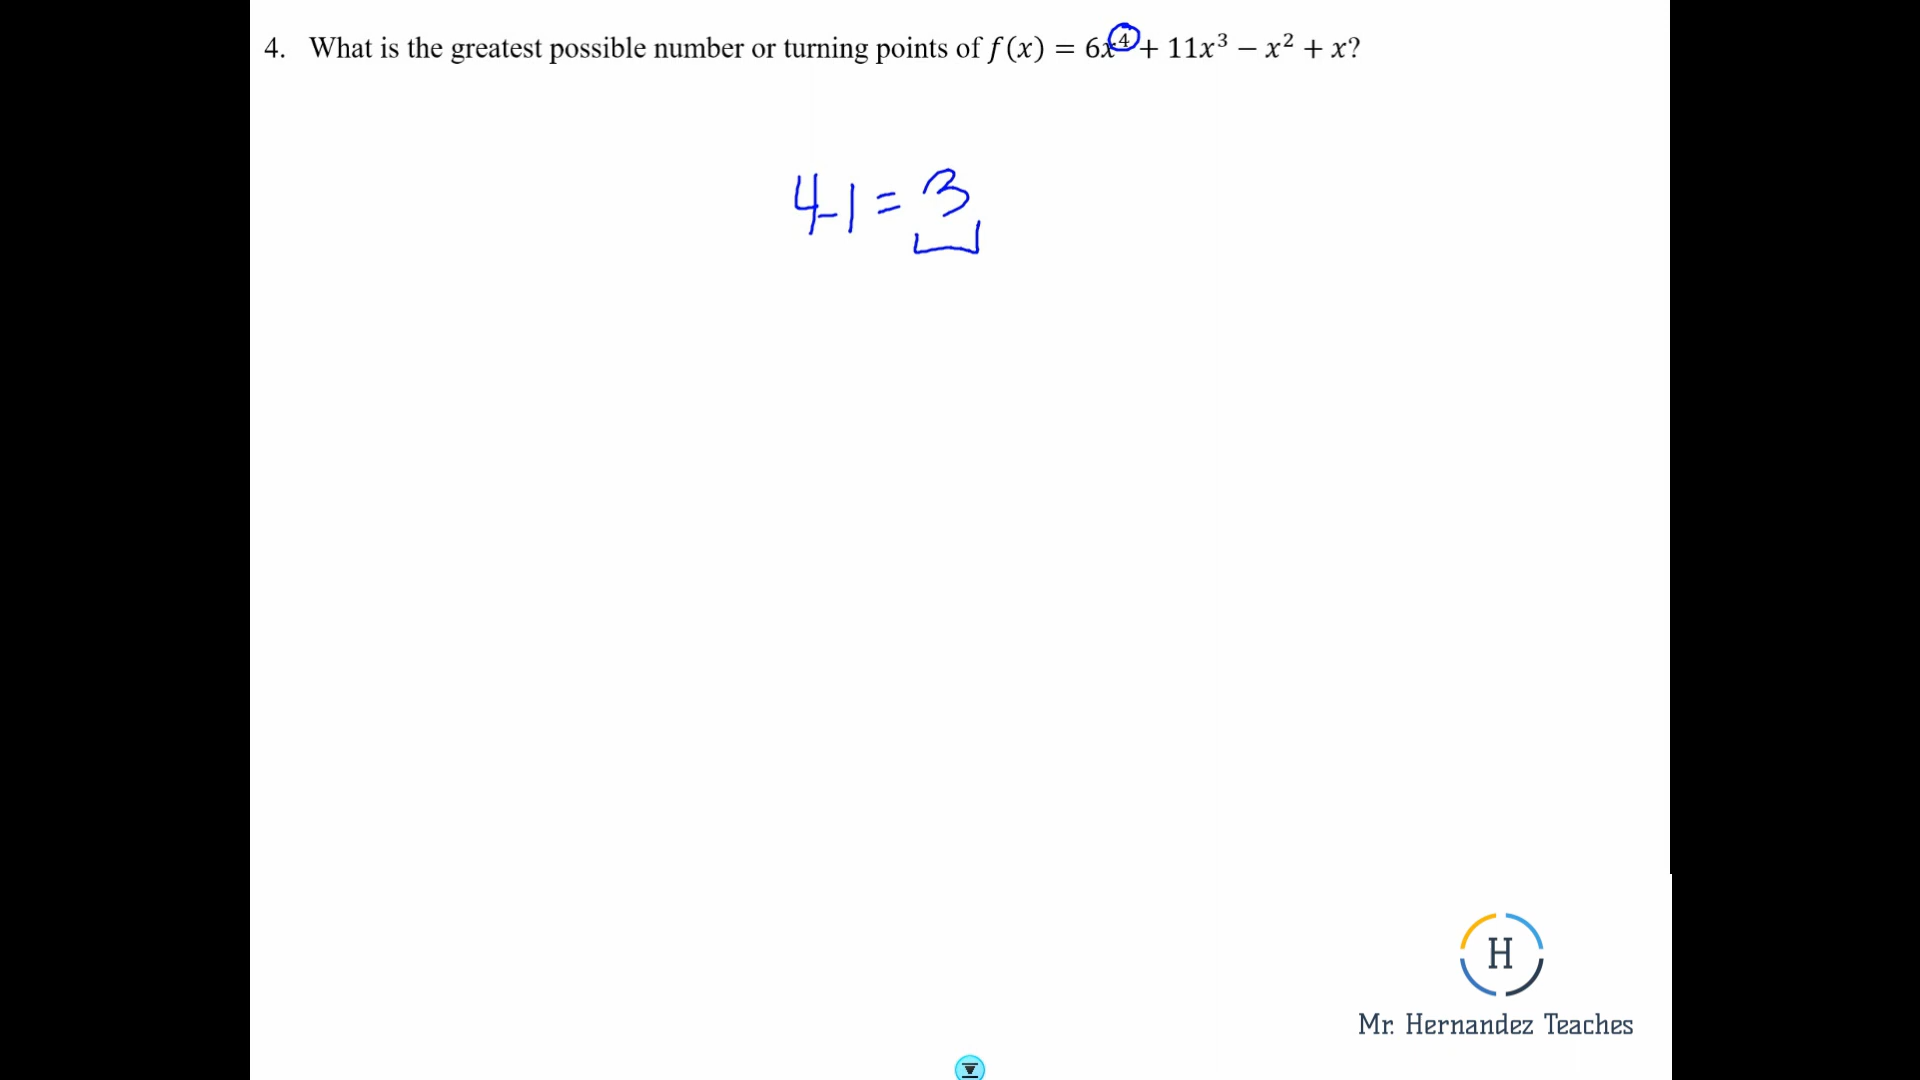 4. What is the greatest possible number or turning points of f(x) = 6x⁴ + 11x³ − x² + x?
4-1 = 3
H
Mr. Hernandez Teaches